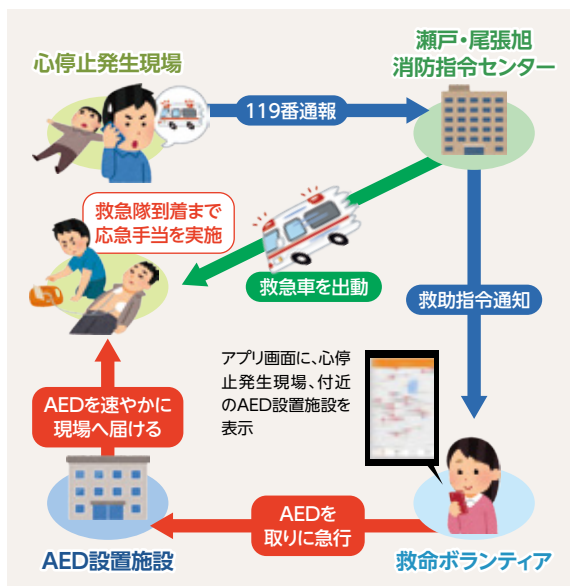 心停止発生現場
瀬戸・尾張旭
消防指令センター
119番通報
救急隊到着まで
応急手当を実施
救急車を出動
救助指令通知
アプリ画面に、心停
止発生現場、付近
のAED設置施設を
表示
AEDを速やかに
現場へ届ける
AEDを
取りに急行
AED設置施設
救命ボランティア